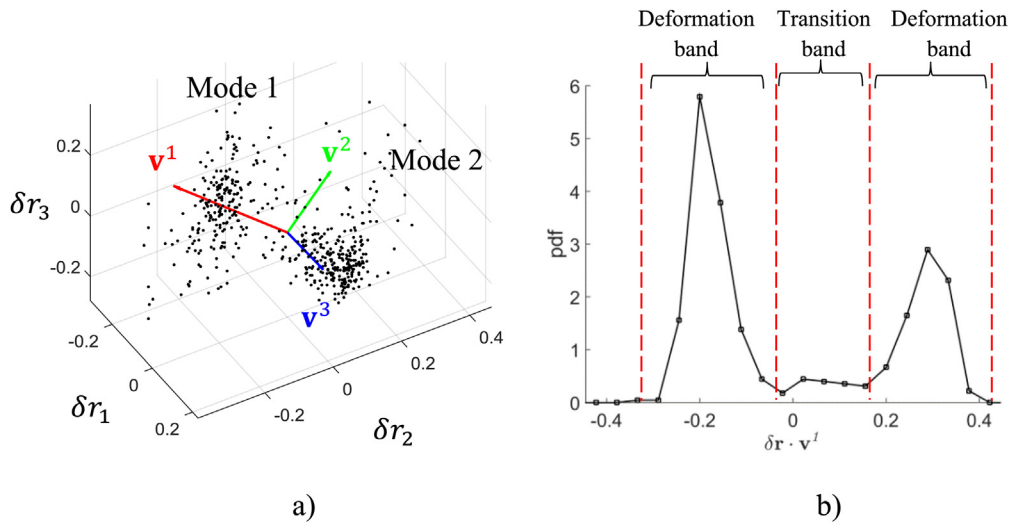 Mode 1
Mode 2
v¹
v²
v³
δr₃
0.2
0
-0.2
-0.2
0
0.2
δr₁
-0.2
0
0.2
0.4
δr₂
a)
Deformation band
Transition band
Deformation band
6
5
4
3
2
1
0
pdf
-0.4
-0.2
0
0.2
0.4
δr · v¹
b)